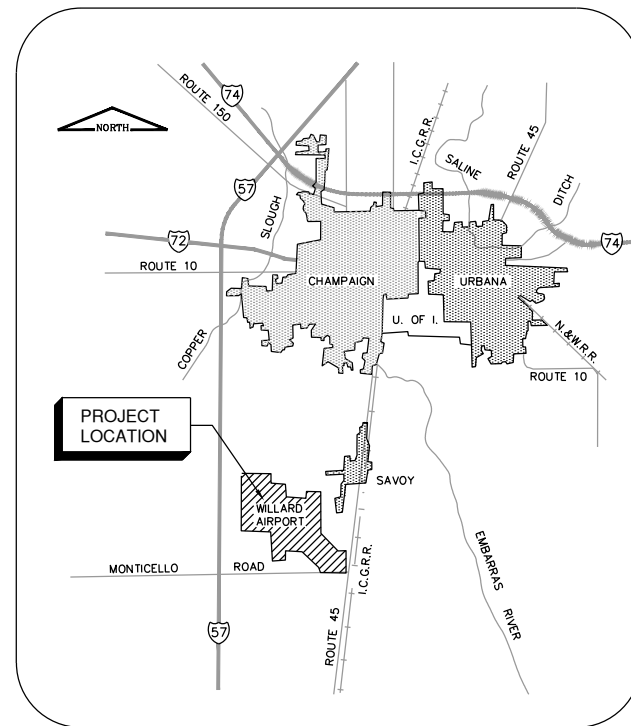 74
ROUTE 150
I.C.G.R.R.
ROUTE 45
NORTH
SALINE
57
DITCH
SLOUGH
72
74
ROUTE 10
CHAMPAIGN
URBANA
U. OF I.
N.&W.R.R.
COPPER
ROUTE 10
PROJECT
LOCATION
SAVOY
WILLARD
AIRPORT
EMBARRAS
RIVER
MONTICELLO ROAD
I.C.G.R.R.
57
ROUTE 45